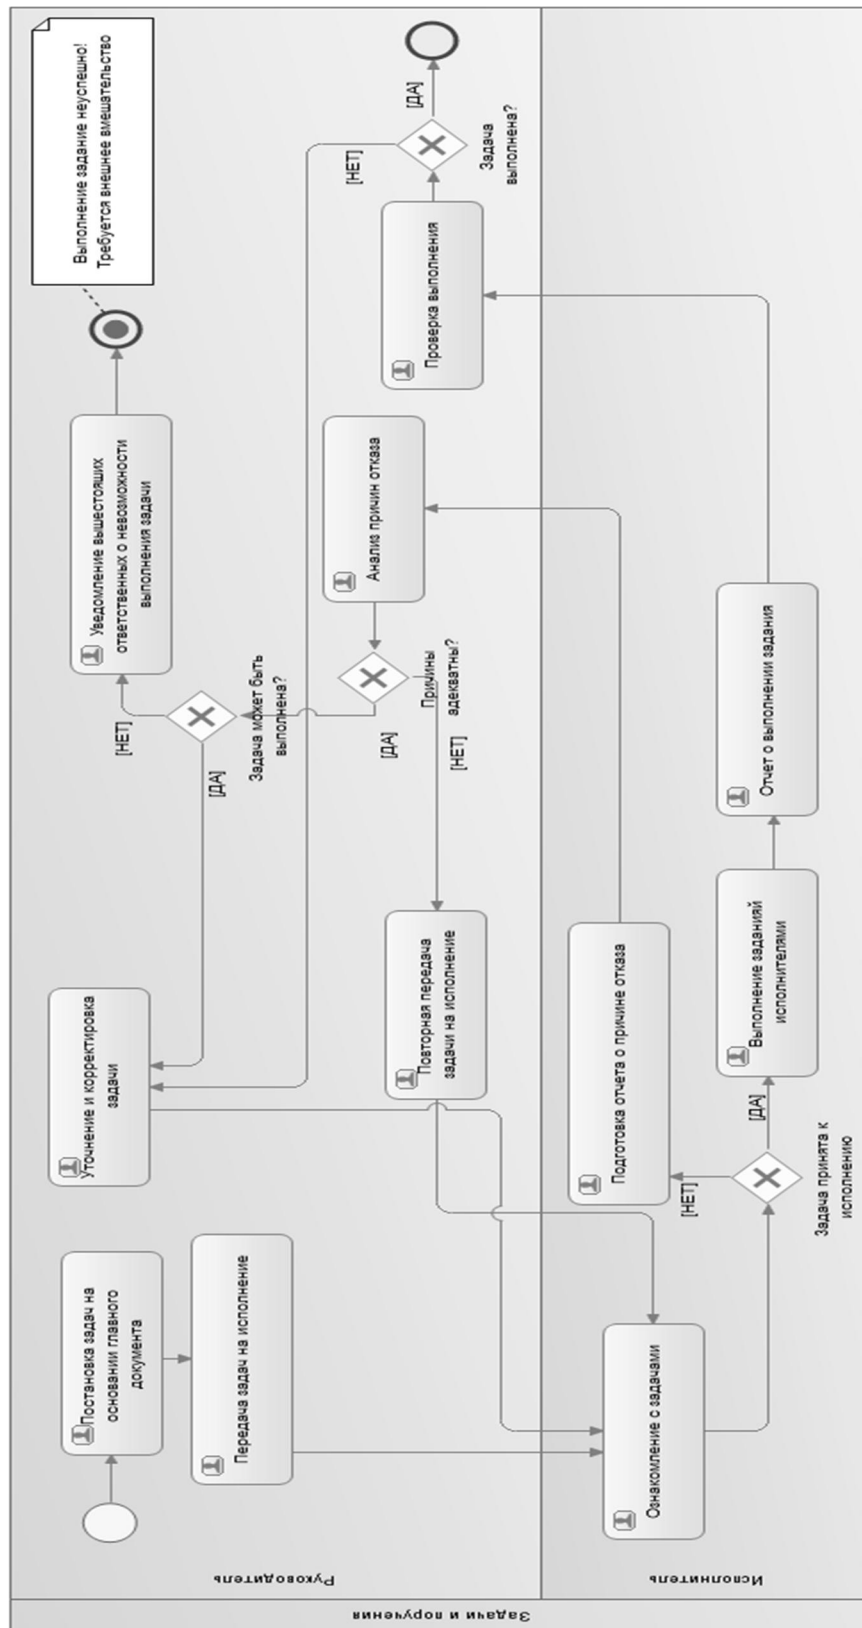 Задачи и поручения
Руководитель
Исполнитель
Постановка задач на
основании главного
документа
Передача задач на исполнение
Ознакомление с задачами
Задача принята к
исполнению
[НЕТ]
[ДА]
Подготовка отчета о причине отказа
Выполнение заданяй
исполнителями
Отчет о выполнении задания
Уточнение и корректировка
задачи
Повторная передача
задачи на исполнение
Анализ причин отказа
Причины
адекватны?
[ДА]
[НЕТ]
Задача может быть
выполнена?
[ДА]
[НЕТ]
Уведомление вышестояших
ответственных о невозможности
выполнения задачи
Выполнение задание неуспешно!
Требуется внешнее вмешательство
Проверка выполнения
Задача
выполнена?
[НЕТ]
[ДА]